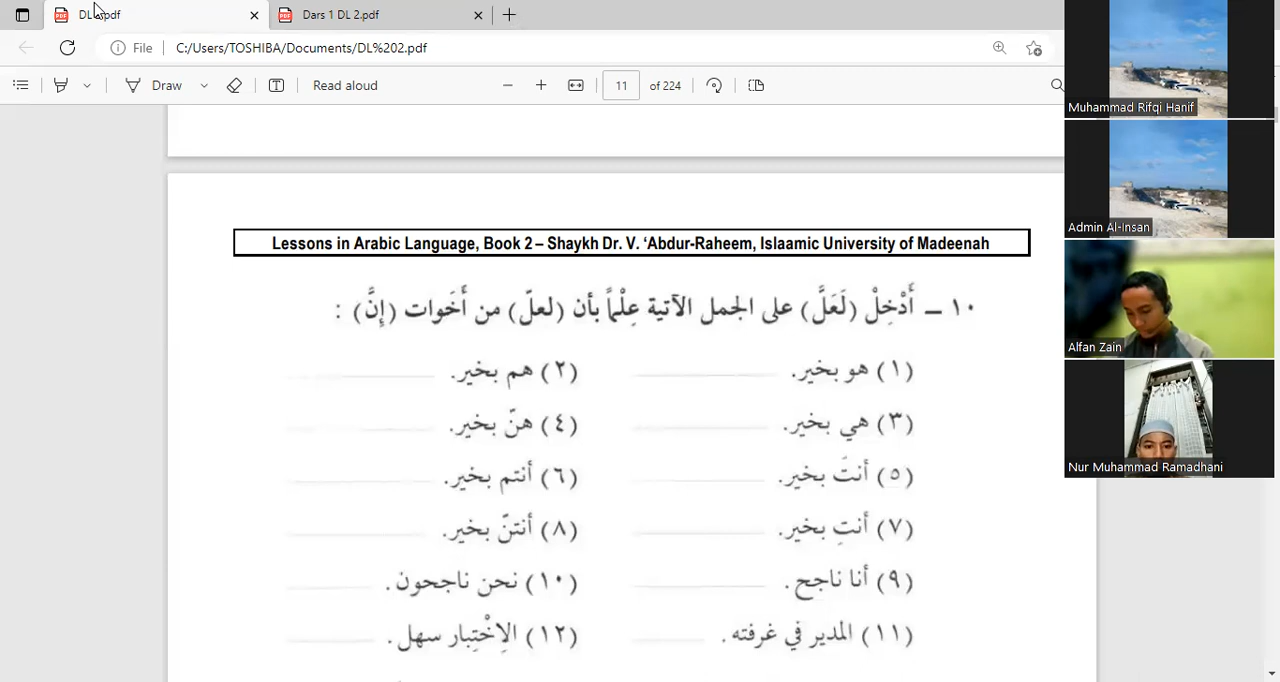 DL 2.pdf
Dars 1 DL 2.pdf
File
C:/Users/TOSHIBA/Documents/DL%202.pdf
Draw
Read aloud
11 of 224
Lessons in Arabic Language, Book 2 – Shaykh Dr. V. ‘Abdur-Raheem, Islaamic University of Madeenah
١٠ ــ أَدْخِلْ (لَعَلَّ) على الجمل الآتية عِلْماً بأن (لعلّ) من أَخَوات (إِنَّ) :
(١) هو بخير. (٢) هم بخير.
(٣) هي بخير. (٤) هنّ بخير.
(٥) أنتَ بخير. (٦) أنتم بخير.
(٧) أنتِ بخير. (٨) أنتنّ بخير.
(٩) أنا ناجح. (١٠) نحن ناجحون.
(١١) المدير في غرفته. (١٢) الاِخْتِبار سهل.
Muhammad Rifqi Hanif
Admin Al-Insan
Alfan Zain
Nur Muhammad Ramadhani